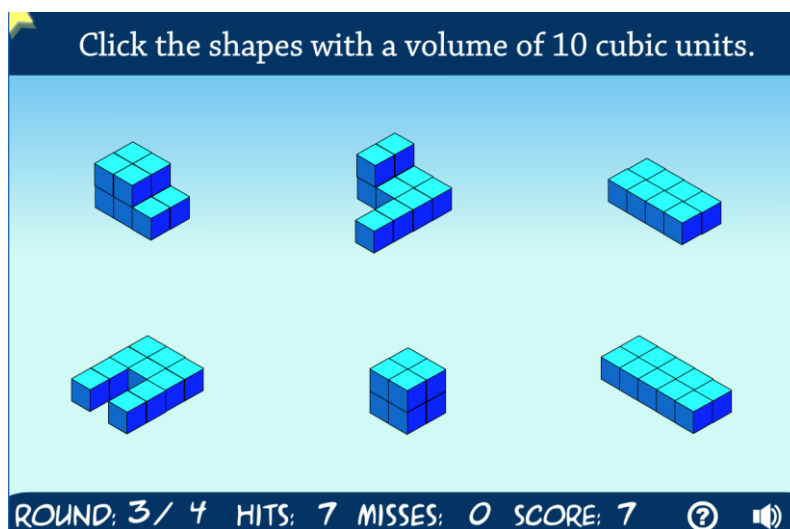 Click the shapes with a volume of 10 cubic units.
ROUND: 3 / 4 HITS: 7 MISSES: 0 SCORE: 7 ?